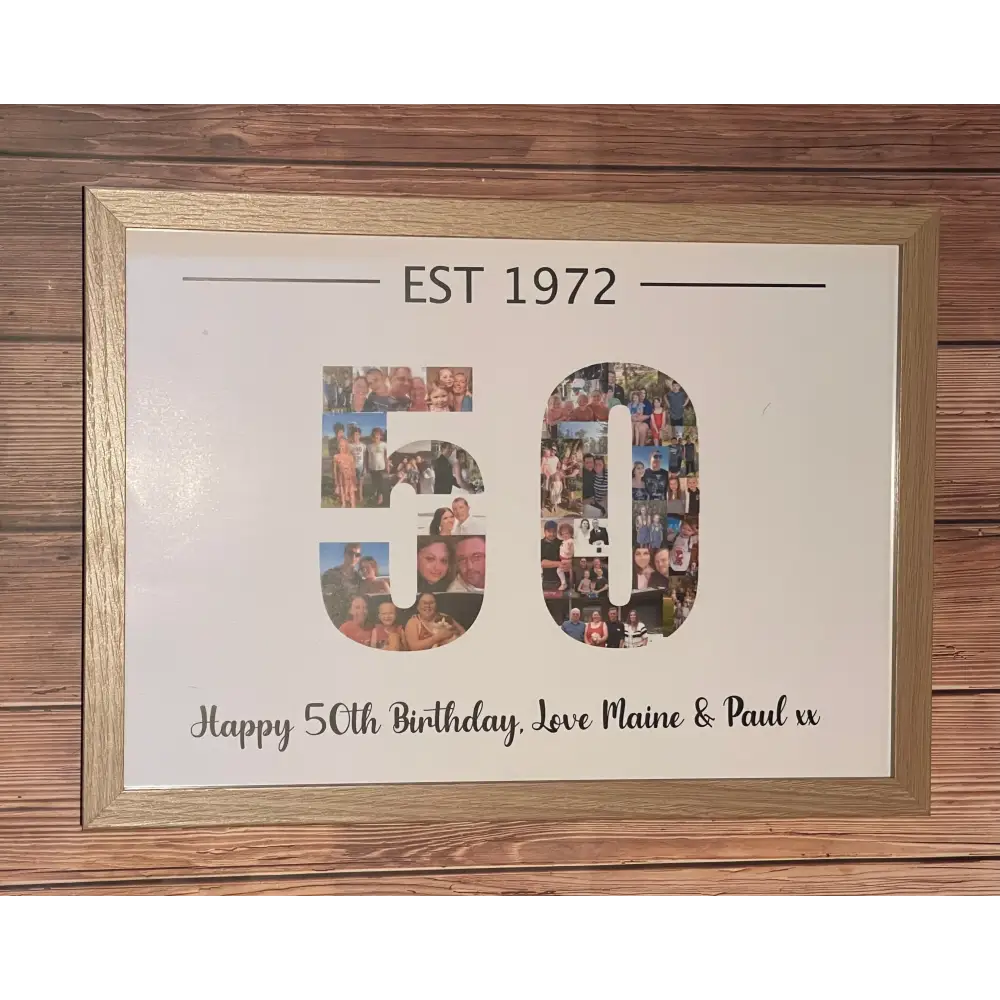 EST 1972
50
Happy 50th Birthday, Love Maine & Paul xx